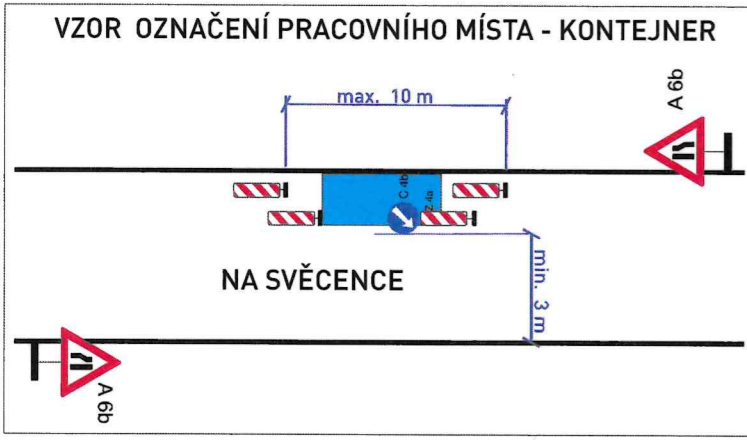 VZOR OZNAČENÍ PRACOVNÍHO MÍSTA - KONTEJNER
max. 10 m
A 6b
C 4b
Z 4a
NA SVĚCENCE
min. 3 m
A 6b